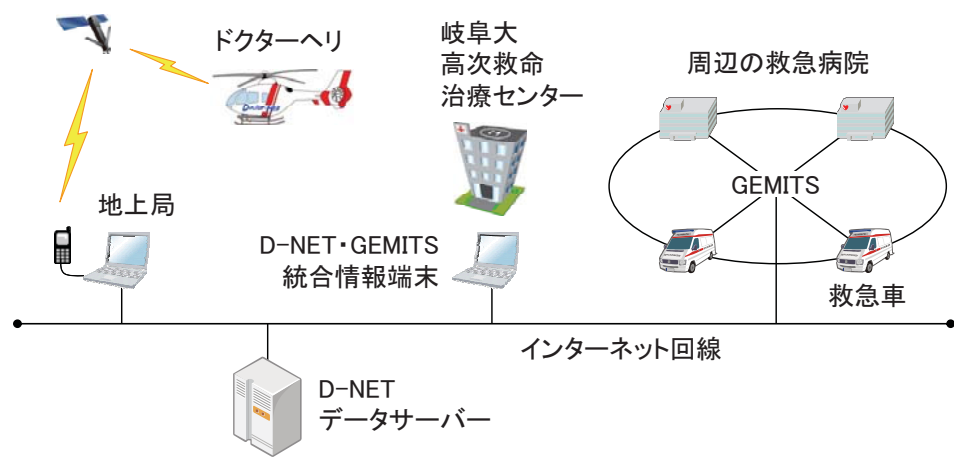 ドクターヘリ
岐阜大
高次救命
治療センター
周辺の救急病院
GEMITS
地上局
D-NET・GEMITS
統合情報端末
救急車
インターネット回線
D-NET
データサーバー